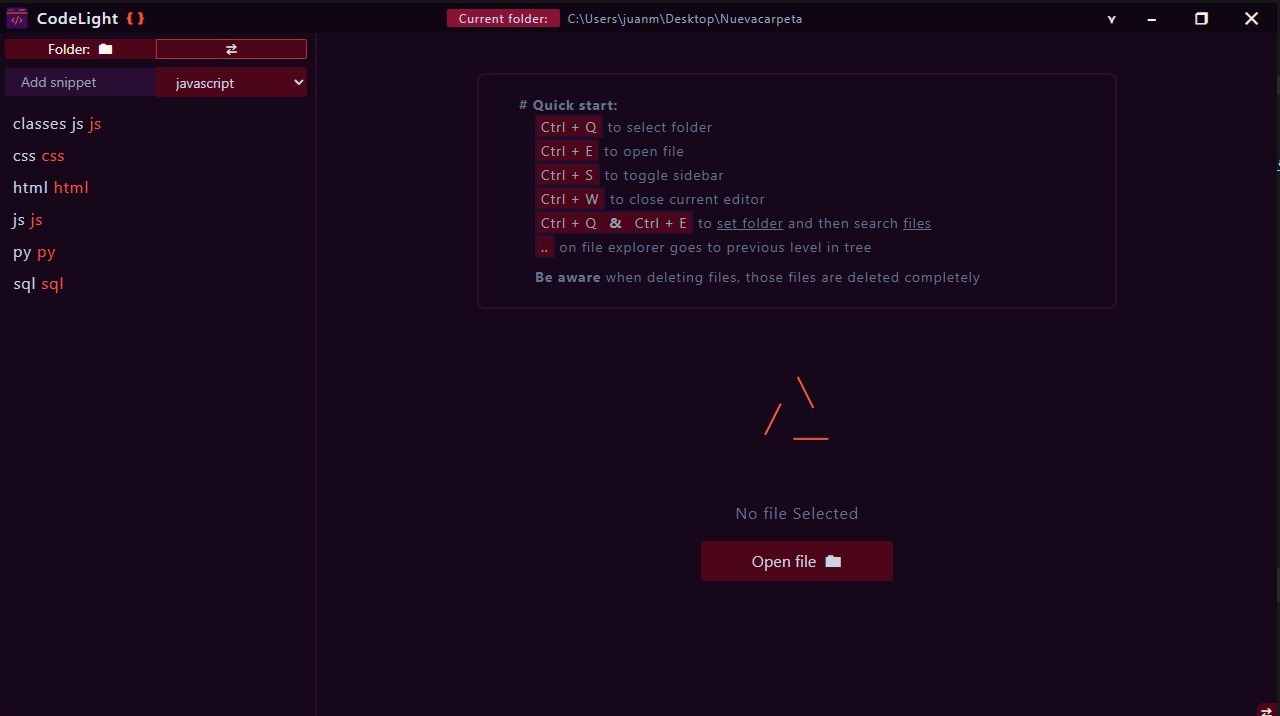 CodeLight { }
Current folder: C:\Users\juanm\Desktop\Nuevacarpeta
Folder:
Add snippet
javascript
classes js js
css css
html html
js js
py py
sql sql
# Quick start:
Ctrl + Q to select folder
Ctrl + E to open file
Ctrl + S to toggle sidebar
Ctrl + W to close current editor
Ctrl + Q & Ctrl + E to set folder and then search files
.. on file explorer goes to previous level in tree
Be aware when deleting files, those files are deleted completely
No file Selected
Open file